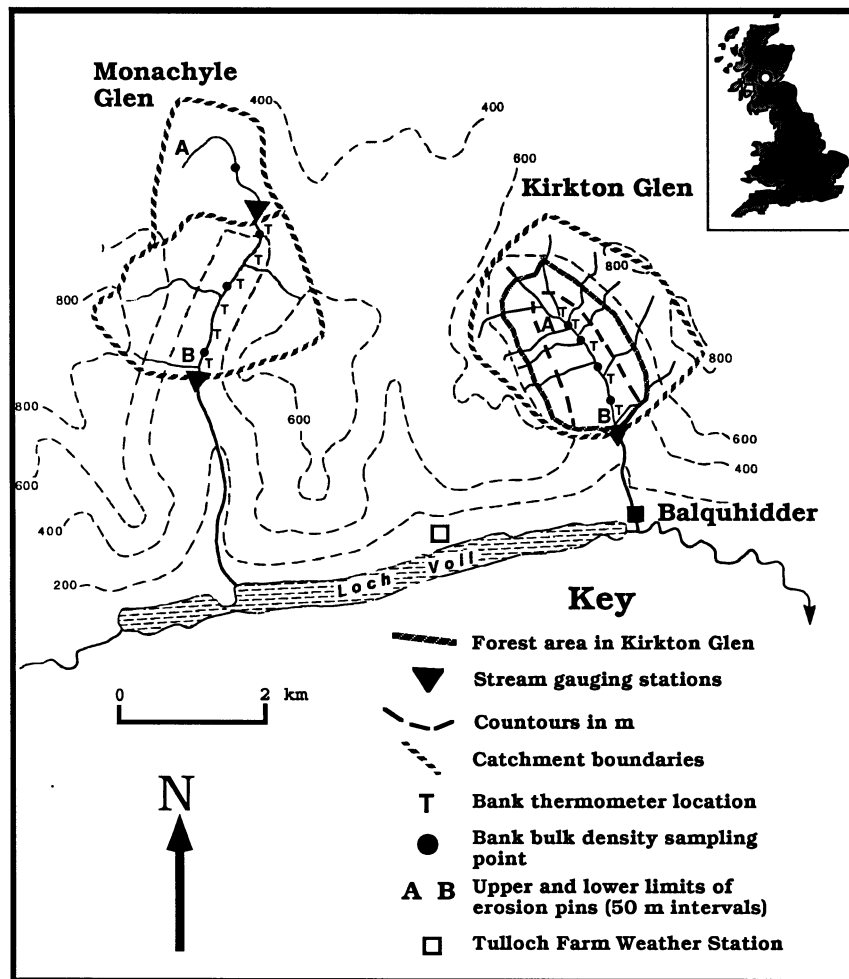 Monachyle
Glen
400
400
600
A
Kirkton Glen
T
800
800
T
T
T
A
T
T
T
B
T
T
800
800
600
B
T
600
600
400
400
Balquhidder
200
Loch Voil
Key
Forest area in Kirkton Glen
0 2 km
Stream gauging stations
Countours in m
Catchment boundaries
N
T Bank thermometer location
Bank bulk density sampling
point
A B Upper and lower limits of
erosion pins (50 m intervals)
Tulloch Farm Weather Station